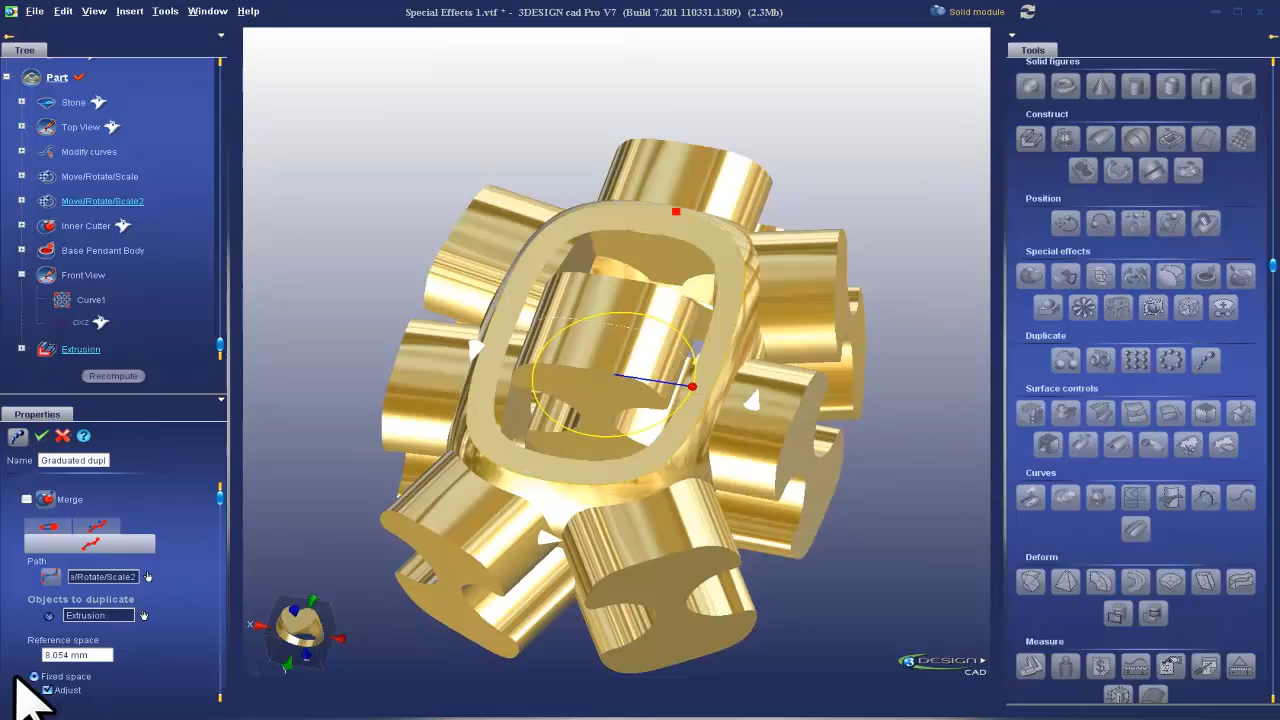 File Edit View Insert Tools Window Help
Special Effects 1.vtf * - 3DESIGN cad Pro V7 (Build 7.201 110331.1309) (2.3Mb)
Solid module
Tree
Part
Stone
Top View
Modify curves
Move/Rotate/Scale
Move/Rotate/Scale2
Inner Cutter
Base Pendant Body
Front View
Curve1
oxz
Extrusion
Recompute
Properties
Name Graduated dupl
Merge
Path
e/Rotate/Scale2
Objects to duplicate
Extrusion
Reference space
8.054 mm
Fixed space
Adjust
X
3DESIGN
CAD
Tools
Solid figures
Construct
Position
Special effects
Duplicate
Surface controls
Curves
Deform
Measure